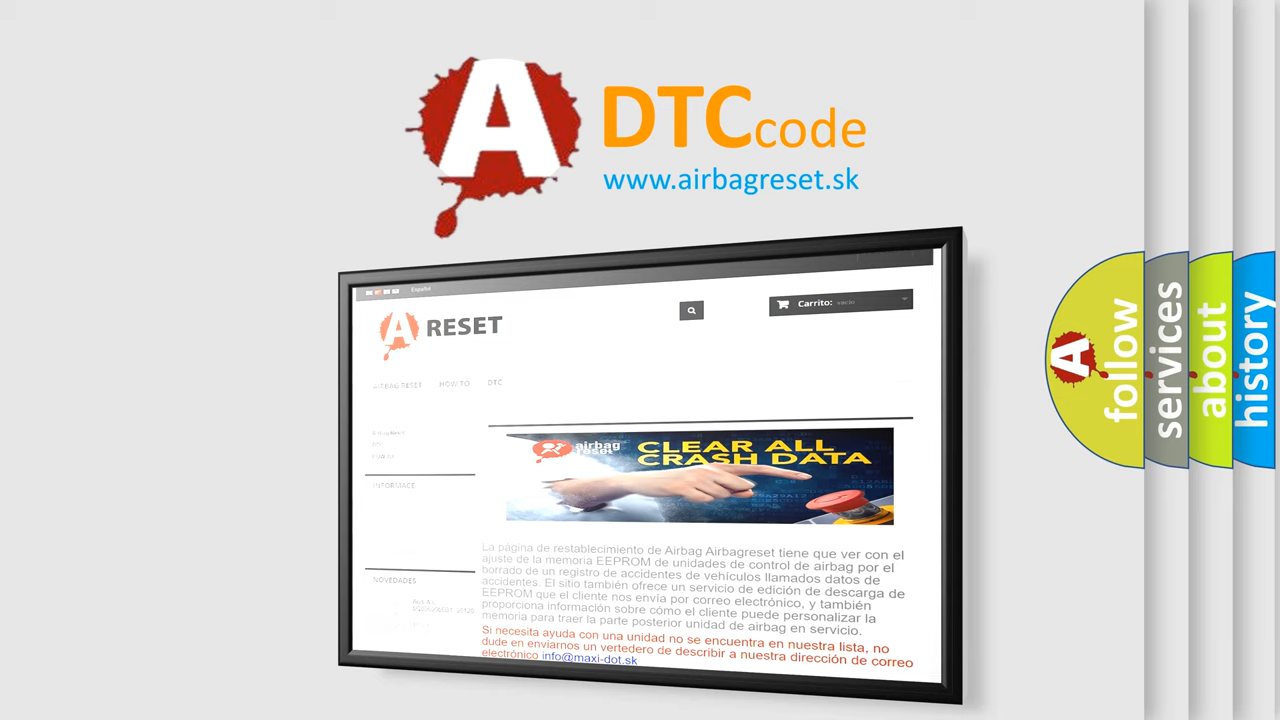 A
DTCcode
www.airbagreset.sk
Español
A RESET
Carrito: vacío
AIRBAG RESET HOW TO DTC
INFORMACE
NOVEDADES
airbag
reset
CLEAR ALL
CRASH DATA
La página de restablecimiento de Airbag Airbagreset tiene que ver con el
ajuste de la memoria EEPROM de unidades de control de airbag por el
borrado de un registro de accidentes de vehículos llamados datos de
accidentes. El sitio también ofrece un servicio de edición de descarga de
EEPROM que el cliente nos envía por correo electrónico, y también
proporciona información sobre cómo el cliente puede personalizar la
memoria para traer la parte posterior unidad de airbag en servicio.
Si necesita ayuda con una unidad no se encuentra en nuestra lista, no
dude en enviarnos un vertedero de describir a nuestra dirección de correo
electrónico info@maxi-dot.sk
A
follow
services
about
history